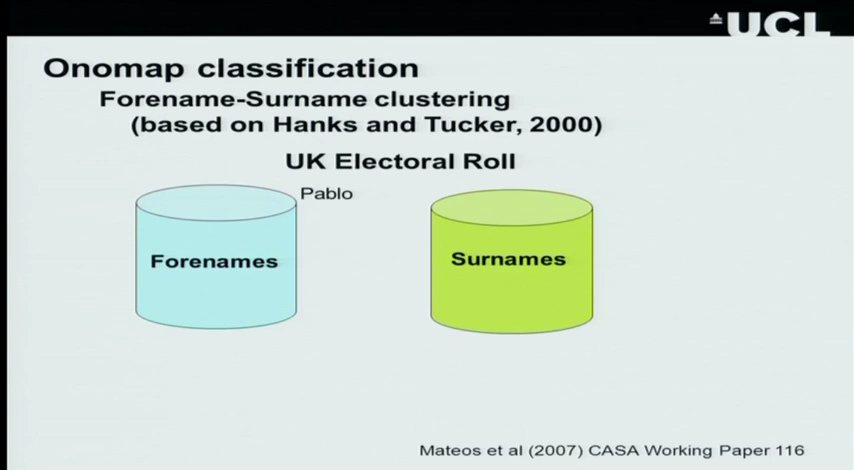 UCL
Onomap classification
Forename-Surname clustering
(based on Hanks and Tucker, 2000)
UK Electoral Roll
Pablo
Forenames
Surnames
Mateos et al (2007) CASA Working Paper 116